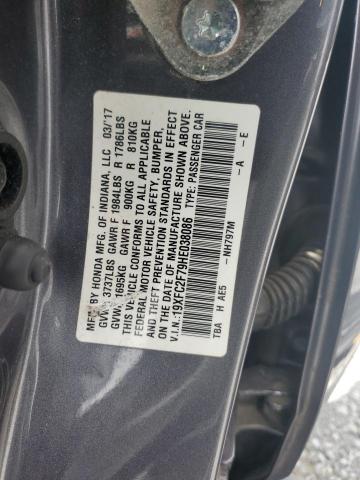 MFD. BY HONDA MFG. OF INDIANA, LLC 03/'17
GVWR 3737LBS GAWR F 1984LBS R 1786LBS
GVWR 1695KG GAWR F 900KG R 810KG
THIS VEHICLE CONFORMS TO ALL APPLICABLE
FEDERAL MOTOR VEHICLE SAFETY, BUMPER,
AND THEFT PREVENTION STANDARDS IN EFFECT
ON THE DATE OF MANUFACTURE SHOWN ABOVE.
V.I.N.:19XFC2F79HE038086 TYPE: PASSENGER CAR
TBA H AE5 -NH797M -A -E